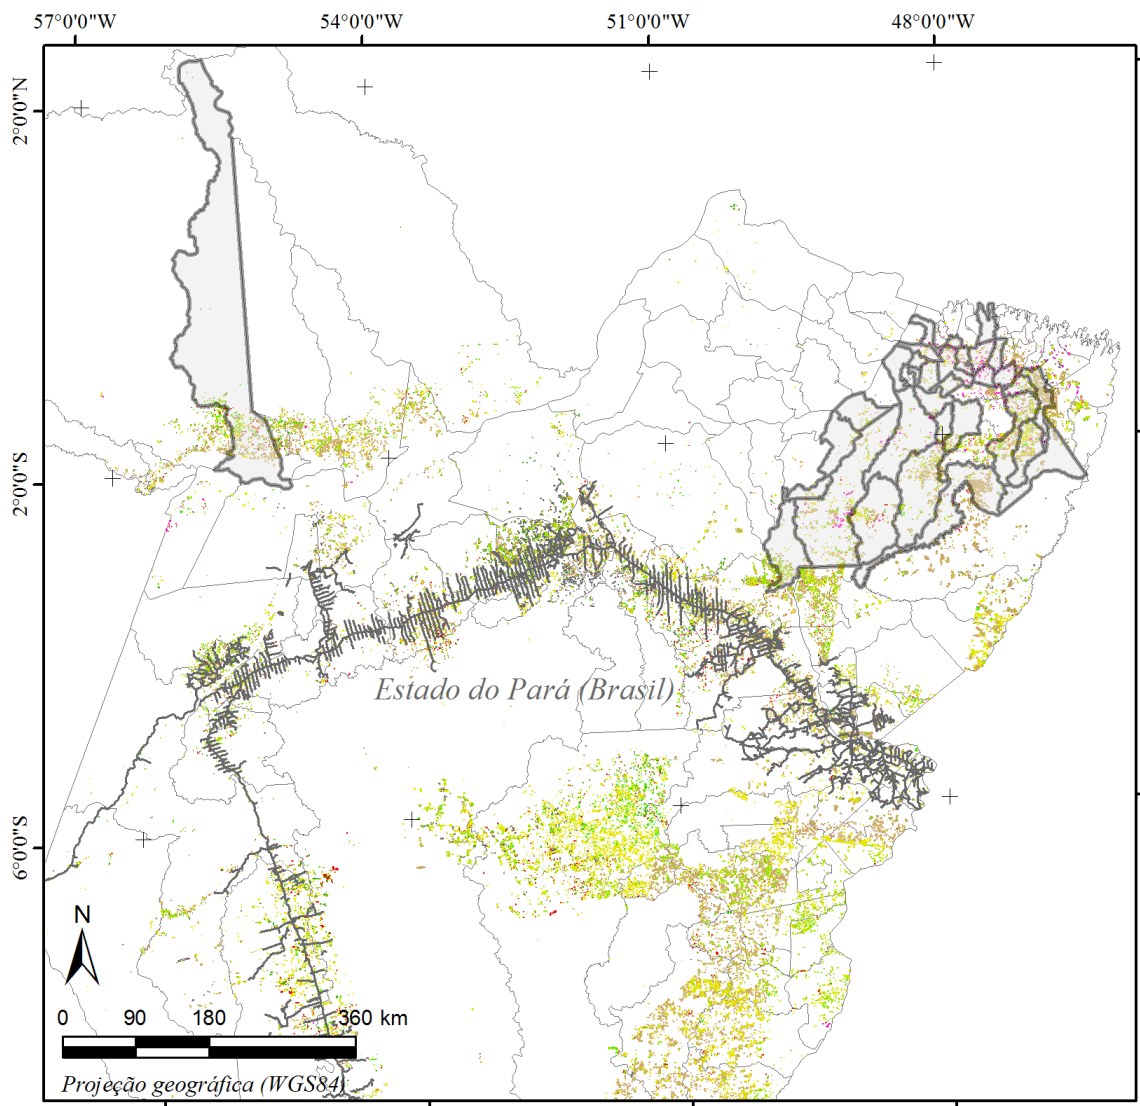 57°0'0"W 54°0'0"W 51°0'0"W 48°0'0"W
2°0'0"N
2°0'0"S
Estado do Pará (Brasil)
6°0'0"S
N
0 90 180 360 km
Projeção geográfica (WGS84)